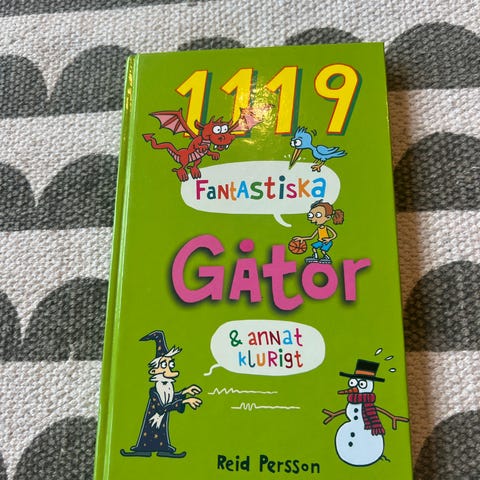 1119
FANTASTISKA
GÅTOR
& ANNAT
KLURIGT
Reid Persson